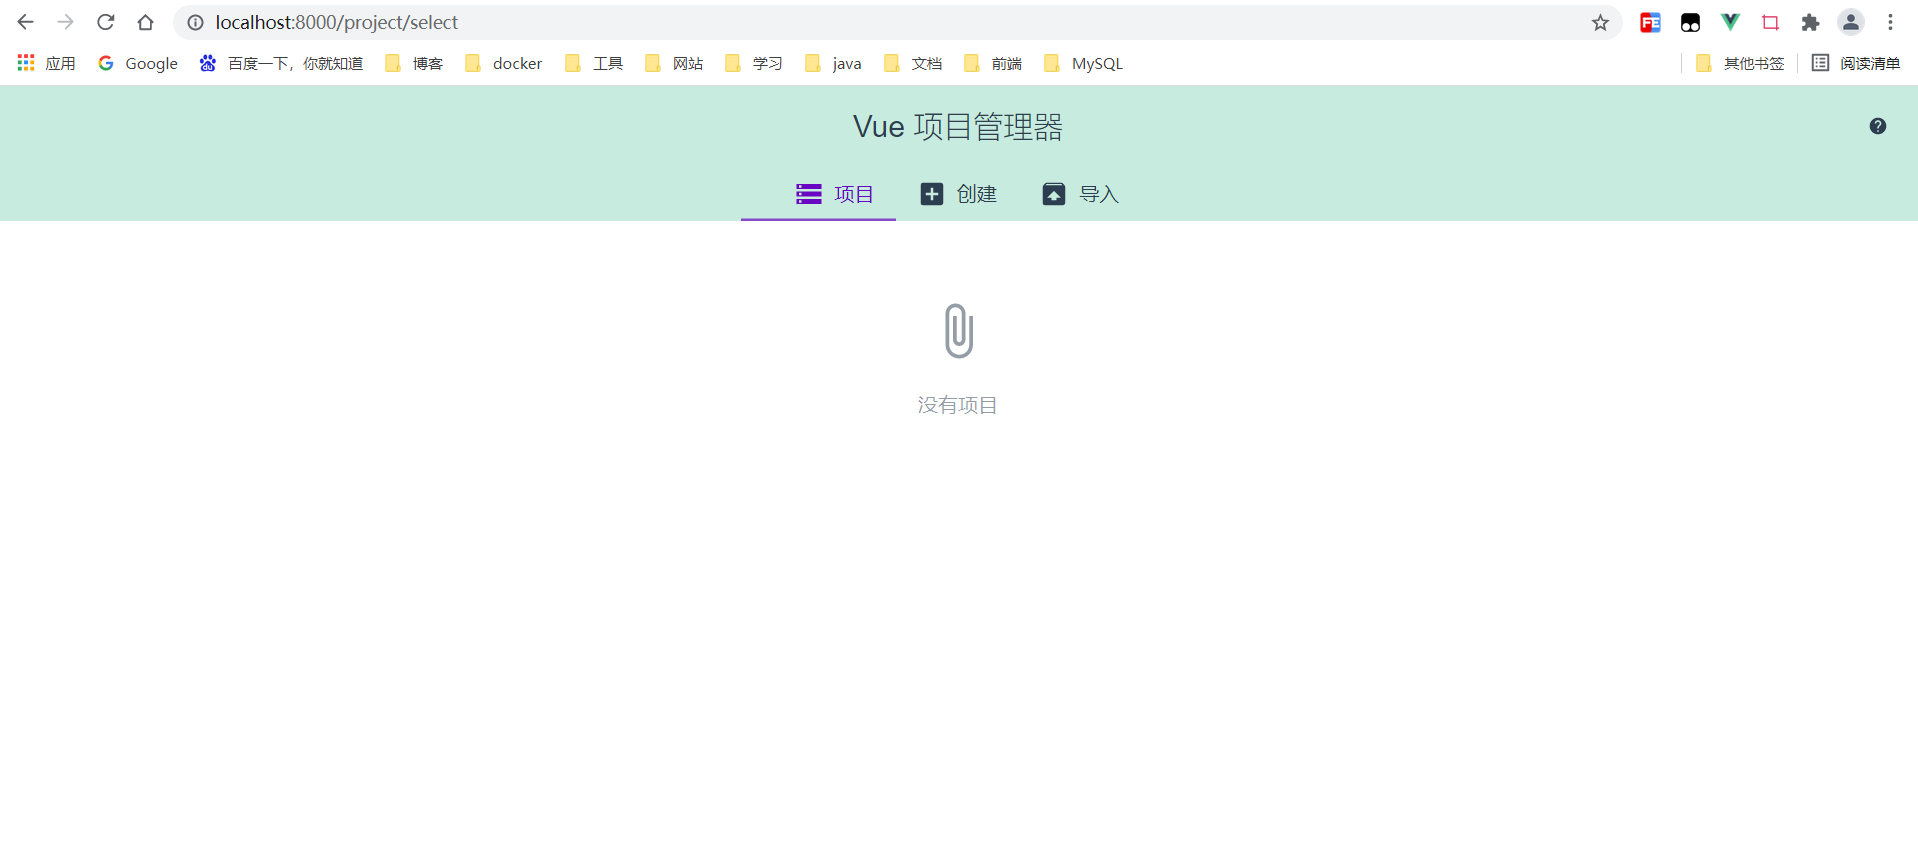 localhost:8000/project/select
应用 Google 百度一下，你就知道 博客 docker 工具 网站 学习 java 文档 前端 MySQL 其他书签 阅读清单
Vue 项目管理器
项目 创建 导入
没有项目